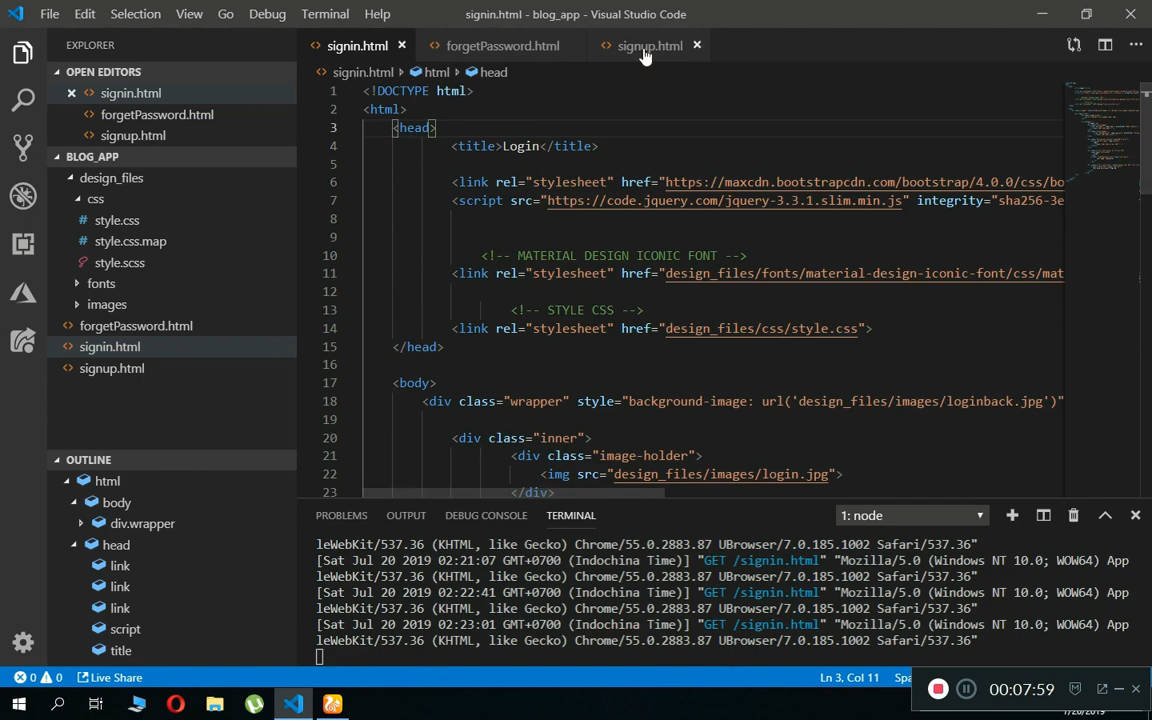 File Edit Selection View Go Debug Terminal Help signin.html - blog_app - Visual Studio Code
EXPLORER
signin.html
forgetPassword.html
signup.html
OPEN EDITORS
signin.html
forgetPassword.html
signup.html
BLOG_APP
design_files
css
style.css
style.css.map
style.scss
fonts
images
forgetPassword.html
signin.html
signup.html
OUTLINE
html
body
div.wrapper
head
link
link
link
script
title
signin.html html head
1 <!DOCTYPE html>
2 <html>
3 <head>
4 <title>Login</title>
5
6 <link rel="stylesheet" href="https://maxcdn.bootstrapcdn.com/bootstrap/4.0.0/css/bo
7 <script src="https://code.jquery.com/jquery-3.3.1.slim.min.js" integrity="sha256-3e
8
9
10 <!-- MATERIAL DESIGN ICONIC FONT -->
11 <link rel="stylesheet" href="design_files/fonts/material-design-iconic-font/css/mat
12
13 <!-- STYLE CSS -->
14 <link rel="stylesheet" href="design_files/css/style.css">
15 </head>
16
17 <body>
18 <div class="wrapper" style="background-image: url('design_files/images/loginback.jpg')"
19
20 <div class="inner">
21 <div class="image-holder">
22 <img src="design_files/images/login.jpg">
23 </div>
PROBLEMS OUTPUT DEBUG CONSOLE TERMINAL 1: node
leWebKit/537.36 (KHTML, like Gecko) Chrome/55.0.2883.87 UBrowser/7.0.185.1002 Safari/537.36"
[Sat Jul 20 2019 02:21:07 GMT+0700 (Indochina Time)] "GET /signin.html" "Mozilla/5.0 (Windows NT 10.0; WOW64) App
leWebKit/537.36 (KHTML, like Gecko) Chrome/55.0.2883.87 UBrowser/7.0.185.1002 Safari/537.36"
[Sat Jul 20 2019 02:22:41 GMT+0700 (Indochina Time)] "GET /signin.html" "Mozilla/5.0 (Windows NT 10.0; WOW64) App
leWebKit/537.36 (KHTML, like Gecko) Chrome/55.0.2883.87 UBrowser/7.0.185.1002 Safari/537.36"
[Sat Jul 20 2019 02:23:01 GMT+0700 (Indochina Time)] "GET /signin.html" "Mozilla/5.0 (Windows NT 10.0; WOW64) App
leWebKit/537.36 (KHTML, like Gecko) Chrome/55.0.2883.87 UBrowser/7.0.185.1002 Safari/537.36"
0 0 Live Share Ln 3, Col 11 Spa
00:07:59